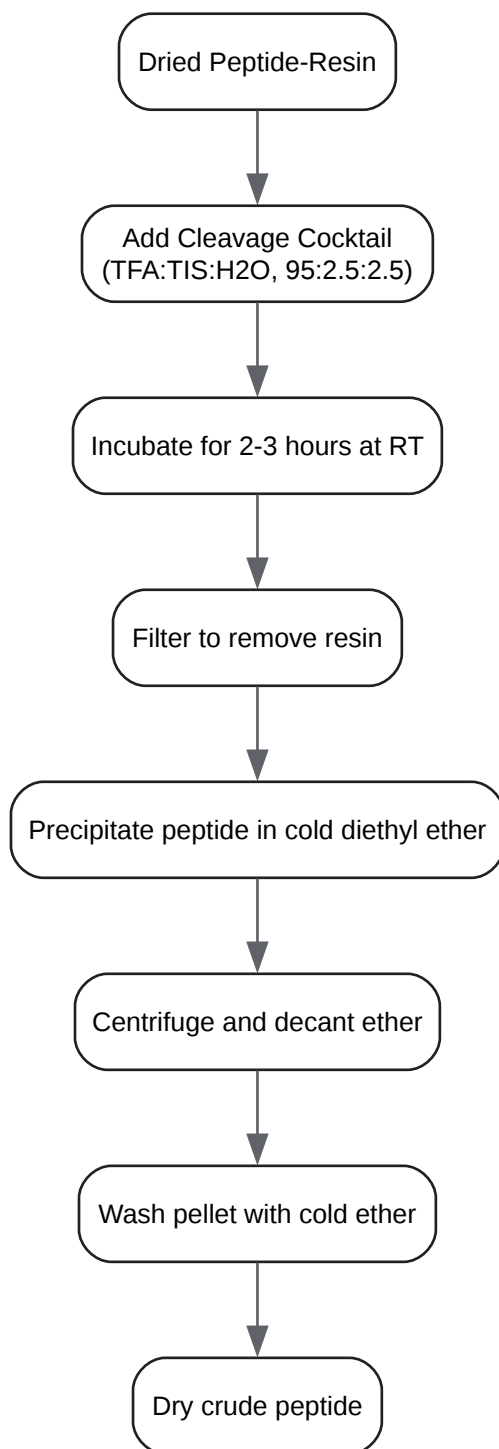 Dried Peptide-Resin
Add Cleavage Cocktail
(TFA:TIS:H2O, 95:2.5:2.5)
Incubate for 2-3 hours at RT
Filter to remove resin
Precipitate peptide in cold diethyl ether
Centrifuge and decant ether
Wash pellet with cold ether
Dry crude peptide